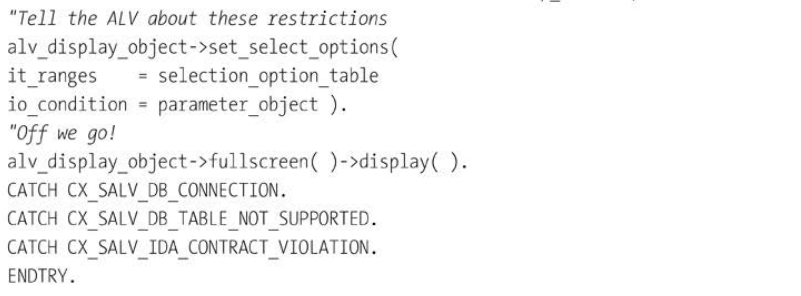 "Tell the ALV about these restrictions
alv_display_object->set_select_options(
it_ranges    = selection_option_table
io_condition = parameter_object ).
"Off we go!
alv_display_object->fullscreen( )->display( ).
CATCH CX_SALV_DB_CONNECTION.
CATCH CX_SALV_DB_TABLE_NOT_SUPPORTED.
CATCH CX_SALV_IDA_CONTRACT_VIOLATION.
ENDTRY.